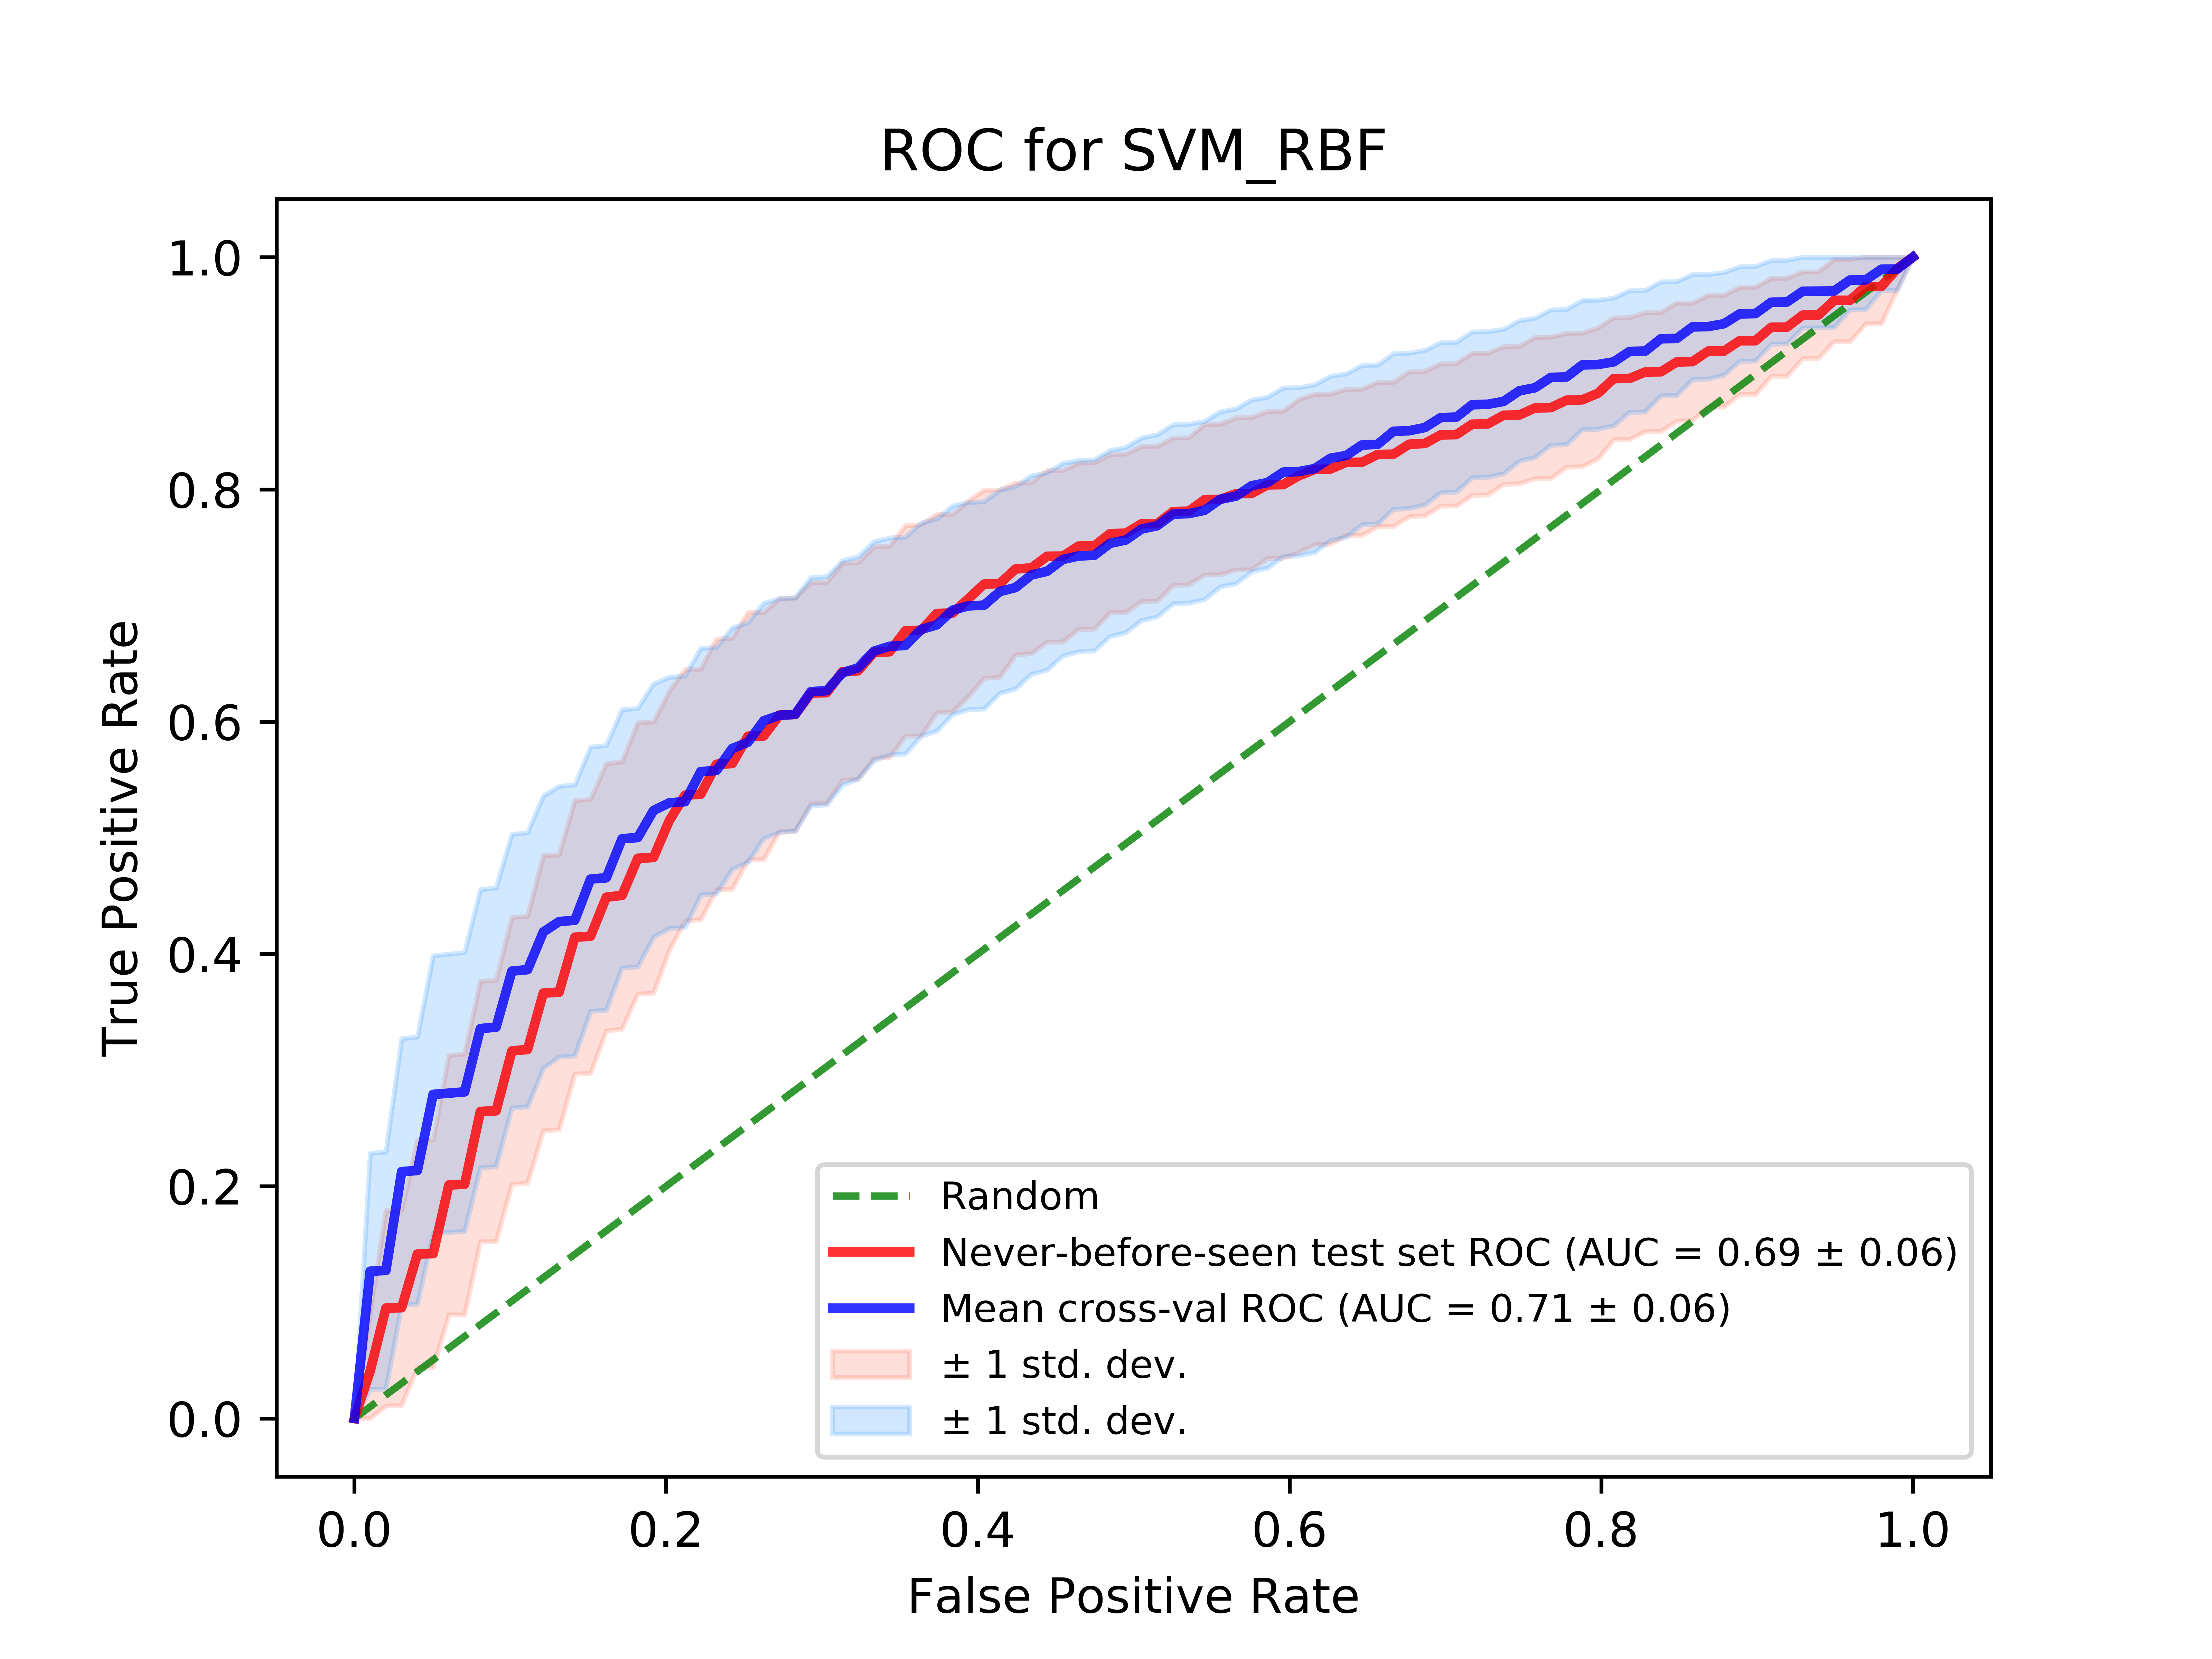 ROC for SVM_RBF
True Positive Rate
1.0
0.8
0.6
0.4
0.2
0.0
Random
Never-before-seen test set ROC (AUC = 0.69 ± 0.06)
Mean cross-val ROC (AUC = 0.71 ± 0.06)
± 1 std. dev.
± 1 std. dev.
0.0 0.2 0.4 0.6 0.8 1.0
False Positive Rate